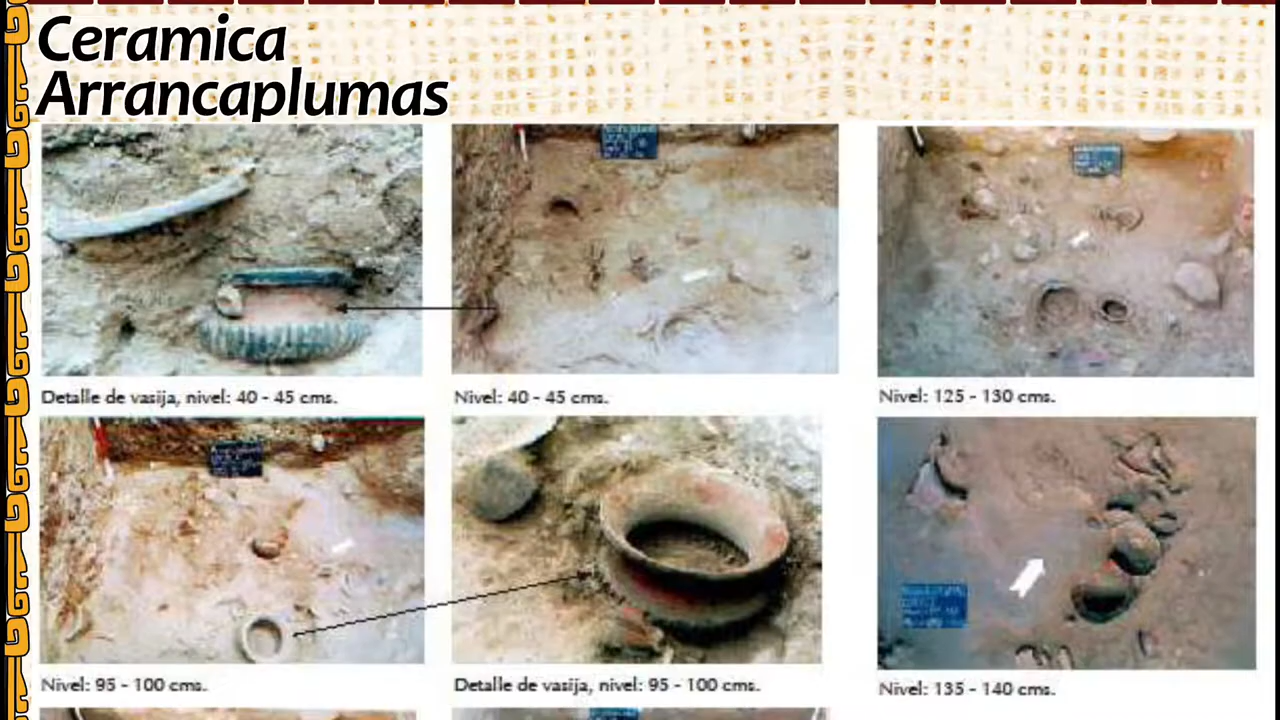 Ceramica
Arrancaplumas
Detalle de vasija, nivel: 40 - 45 cms.
Nivel: 40 - 45 cms.
Nivel: 125 - 130 cms.
Nivel: 95 - 100 cms.
Detalle de vasija, nivel: 95 - 100 cms.
Nivel: 135 - 140 cms.